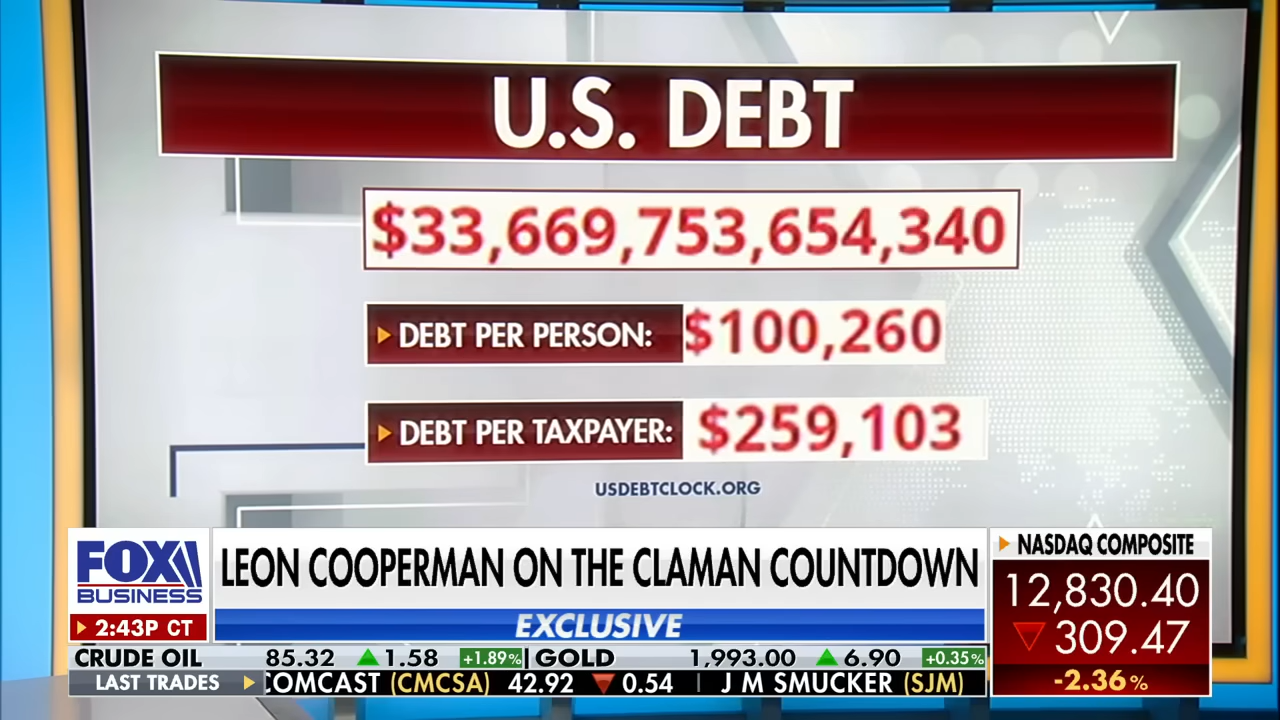 U.S. DEBT
$33,669,753,654,340
DEBT PER PERSON: $100,260
DEBT PER TAXPAYER: $259,103
USDEBTCLOCK.ORG
FOX
BUSINESS
2:43P CT
LEON COOPERMAN ON THE CLAMAN COUNTDOWN
EXCLUSIVE
NASDAQ COMPOSITE
12,830.40
309.47
-2.36%
CRUDE OIL 85.32 1.58 +1.89% GOLD 1,993.00 6.90 +0.35%
LAST TRADES COMCAST (CMCSA) 42.92 0.54 J M SMUCKER (SJM)